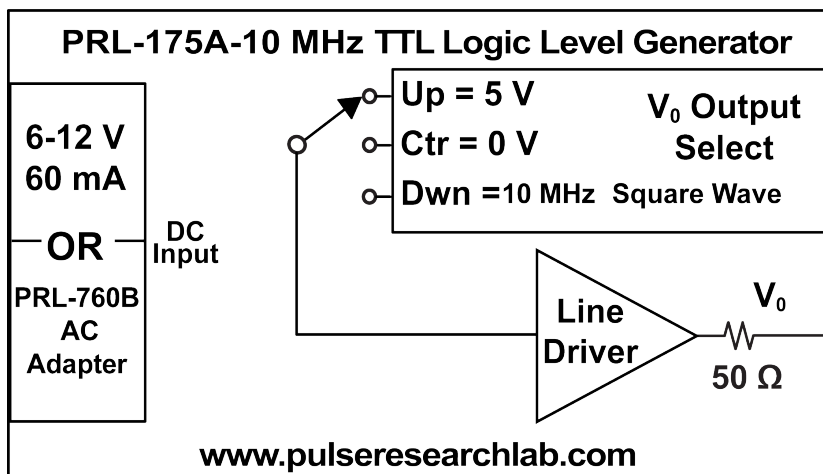 PRL-175A-10 MHz TTL Logic Level Generator
6-12 V
60 mA
OR
PRL-760B
AC
Adapter
DC
Input
Up = 5 V
Ctr = 0 V
Dwn =10 MHz Square Wave
V₀ Output
Select
Line
Driver
V₀
50 Ω
www.pulseresearchlab.com